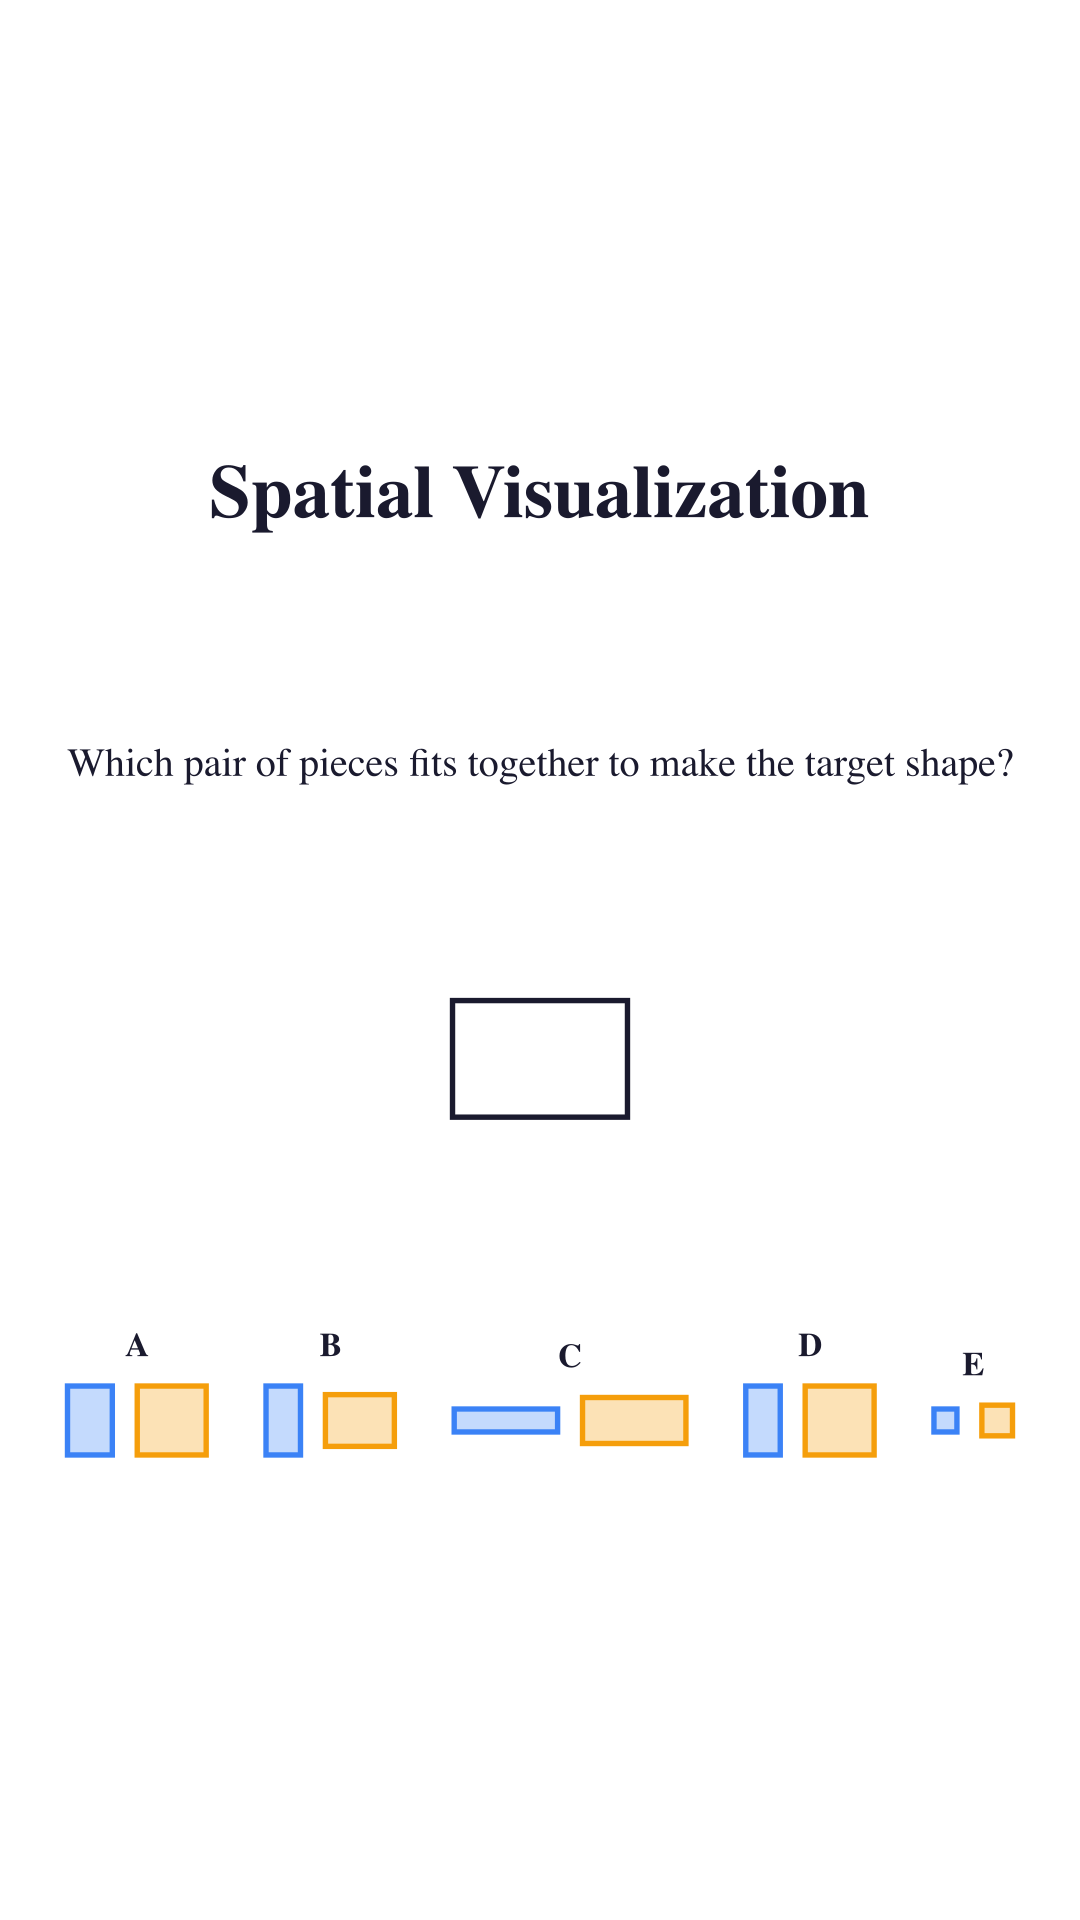 Spatial Visualization
Which pair of pieces fits together to make the target shape?
A B C D E